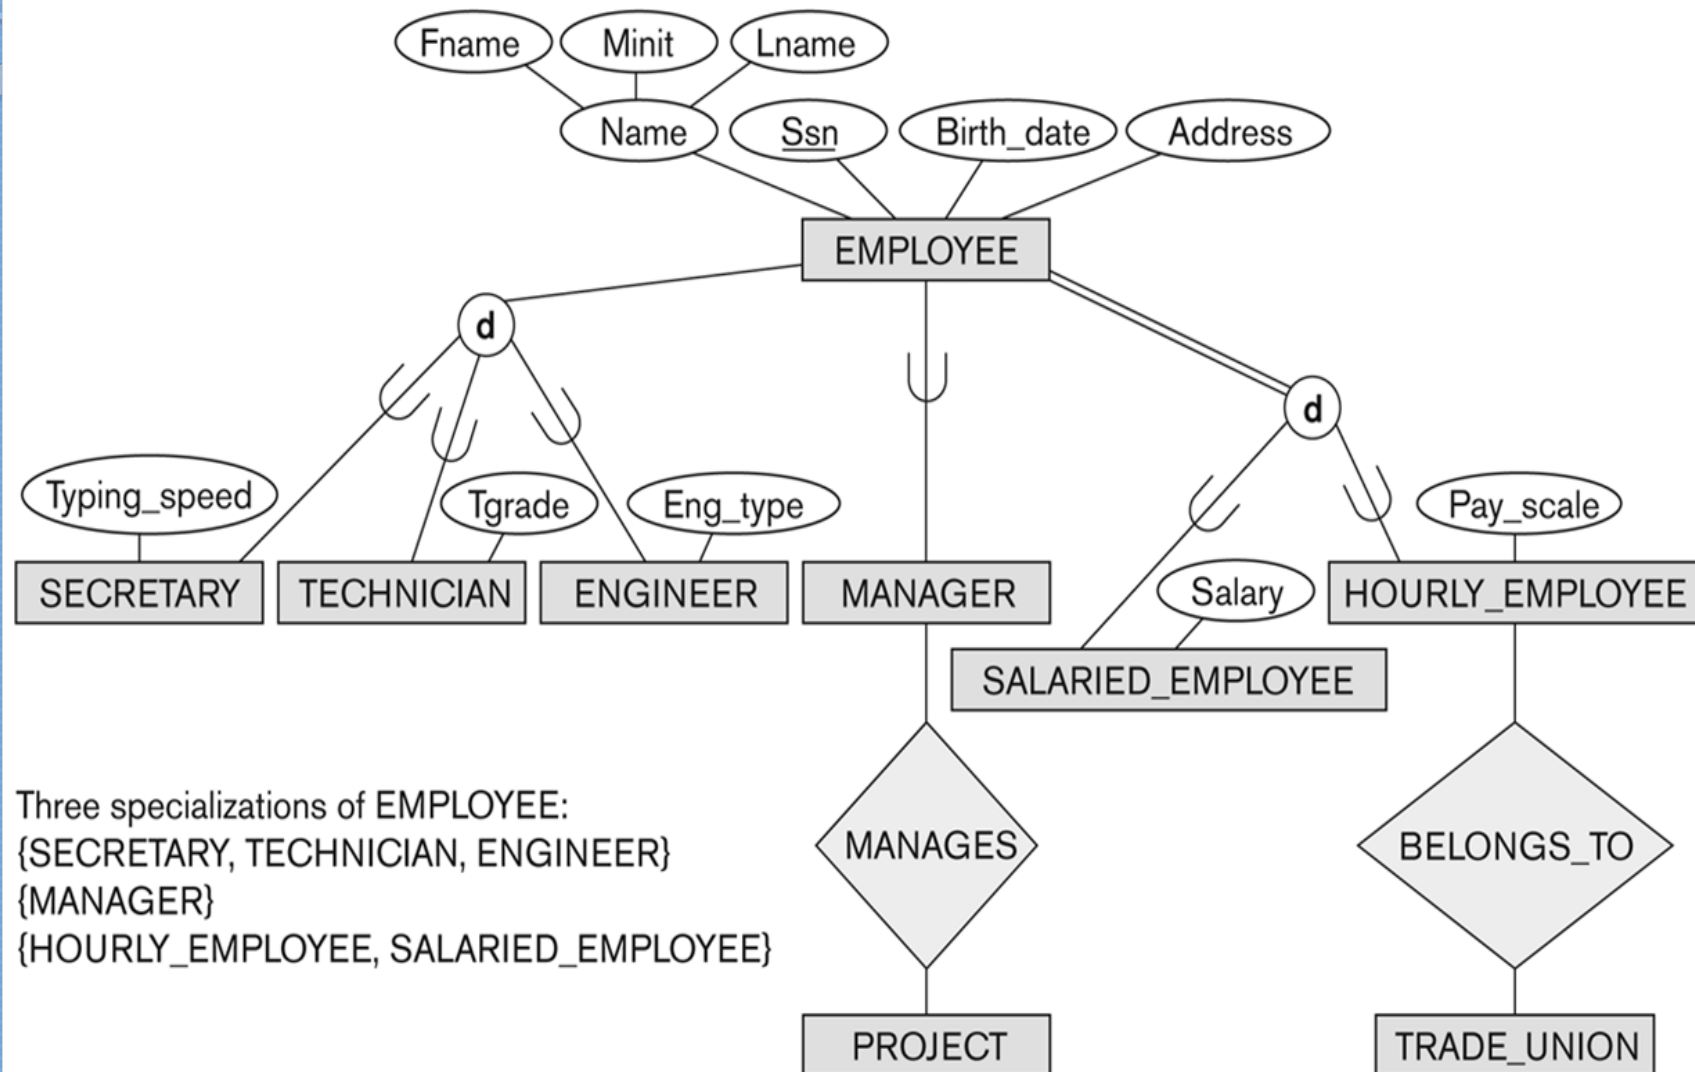 Fname Minit Lname
Name Ssn Birth_date Address
EMPLOYEE
d
d
Typing_speed Tgrade Eng_type Pay_scale
SECRETARY TECHNICIAN ENGINEER MANAGER Salary HOURLY_EMPLOYEE
SALARIED_EMPLOYEE
Three specializations of EMPLOYEE:
{SECRETARY, TECHNICIAN, ENGINEER}
{MANAGER}
{HOURLY_EMPLOYEE, SALARIED_EMPLOYEE}
MANAGES BELONGS_TO
PROJECT TRADE_UNION